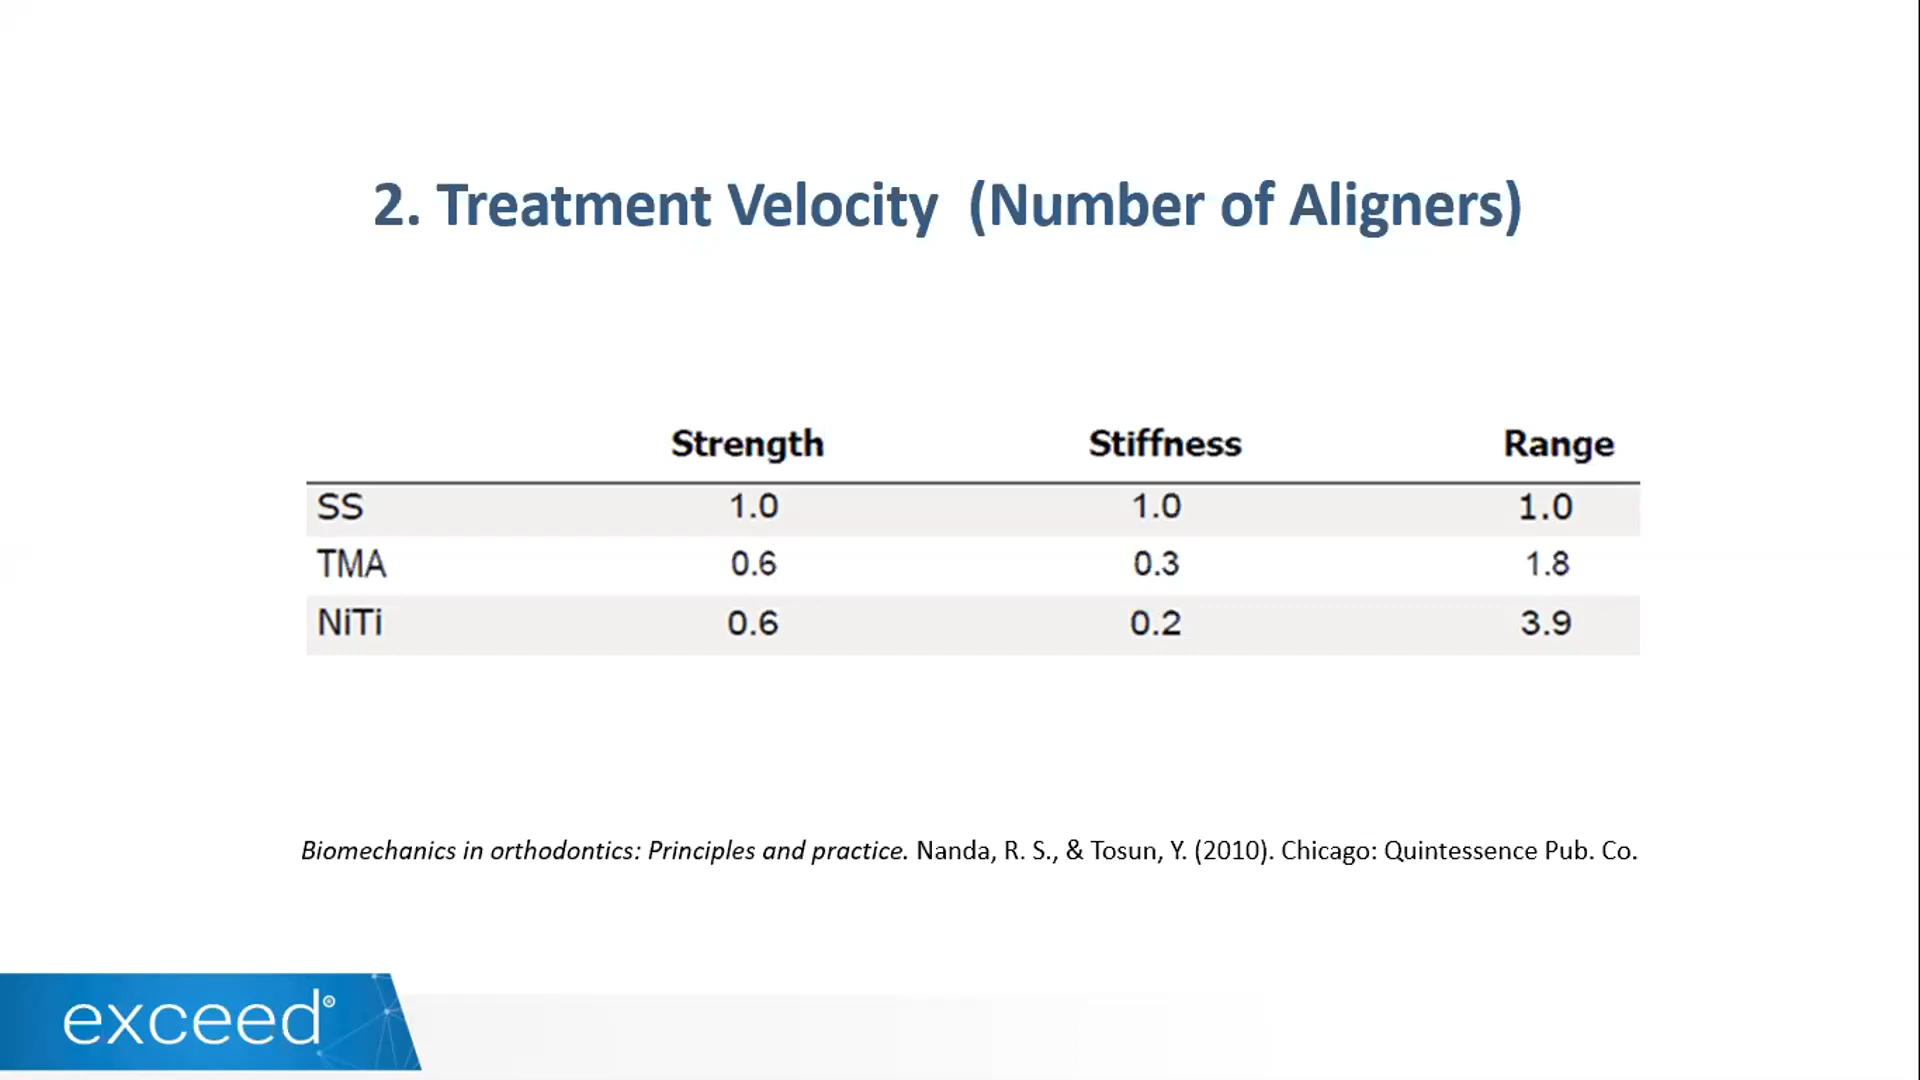 2. Treatment Velocity (Number of Aligners)
Strength Stiffness Range
SS 1.0 1.0 1.0
TMA 0.6 0.3 1.8
NiTi 0.6 0.2 3.9
Biomechanics in orthodontics: Principles and practice. Nanda, R. S., & Tosun, Y. (2010). Chicago: Quintessence Pub. Co.
exceed®